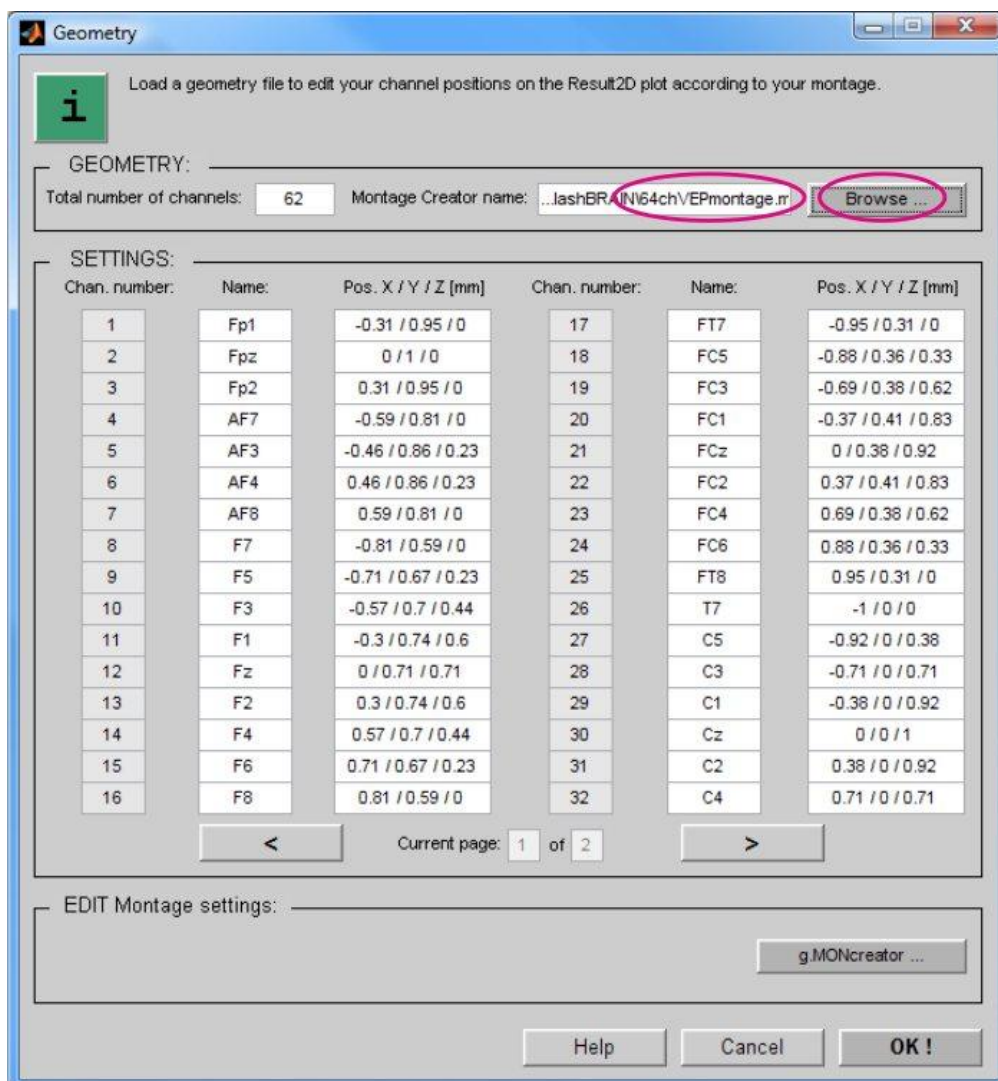 Geometry
i
Load a geometry file to edit your channel positions on the Result2D plot according to your montage.
GEOMETRY:
Total number of channels: 62 Montage Creator name: ...lashBRAIN\64chVEPmontage.m Browse ...
SETTINGS:
Chan. number: Name: Pos. X / Y / Z [mm] Chan. number: Name: Pos. X / Y / Z [mm]
1 Fp1 -0.31 / 0.95 / 0 17 FT7 -0.95 / 0.31 / 0
2 Fpz 0 / 1 / 0 18 FC5 -0.88 / 0.36 / 0.33
3 Fp2 0.31 / 0.95 / 0 19 FC3 -0.69 / 0.38 / 0.62
4 AF7 -0.59 / 0.81 / 0 20 FC1 -0.37 / 0.41 / 0.83
5 AF3 -0.46 / 0.86 / 0.23 21 FCz 0 / 0.38 / 0.92
6 AF4 0.46 / 0.86 / 0.23 22 FC2 0.37 / 0.41 / 0.83
7 AF8 0.59 / 0.81 / 0 23 FC4 0.69 / 0.38 / 0.62
8 F7 -0.81 / 0.59 / 0 24 FC6 0.88 / 0.36 / 0.33
9 F5 -0.71 / 0.67 / 0.23 25 FT8 0.95 / 0.31 / 0
10 F3 -0.57 / 0.7 / 0.44 26 T7 -1 / 0 / 0
11 F1 -0.3 / 0.74 / 0.6 27 C5 -0.92 / 0 / 0.38
12 Fz 0 / 0.71 / 0.71 28 C3 -0.71 / 0 / 0.71
13 F2 0.3 / 0.74 / 0.6 29 C1 -0.38 / 0 / 0.92
14 F4 0.57 / 0.7 / 0.44 30 Cz 0 / 0 / 1
15 F6 0.71 / 0.67 / 0.23 31 C2 0.38 / 0 / 0.92
16 F8 0.81 / 0.59 / 0 32 C4 0.71 / 0 / 0.71
< Current page: 1 of 2 >
EDIT Montage settings:
g.MONcreator ...
Help Cancel OK !